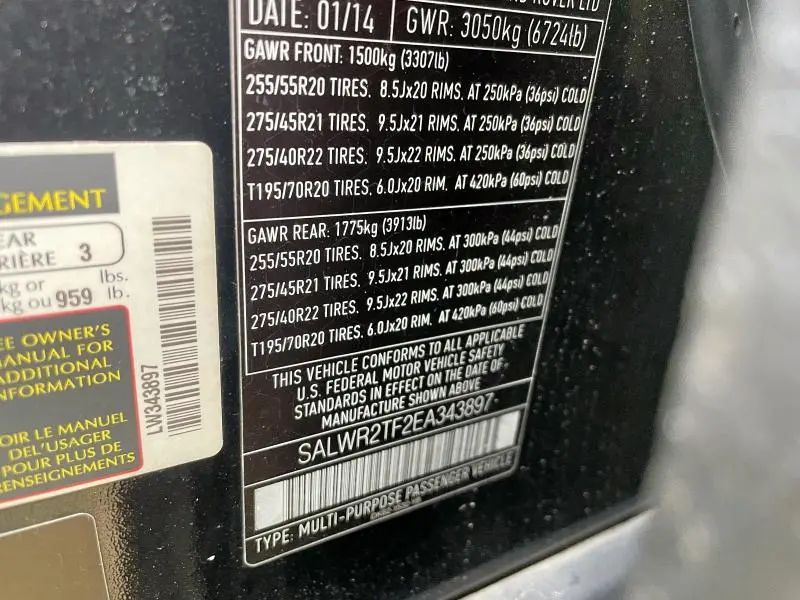 ROVER LTD
DATE: 01/14 GWR: 3050kg (6724lb)
GAWR FRONT: 1500kg (3307lb)
255/55R20 TIRES, 8.5Jx20 RIMS, AT 250kPa (36psi) COLD
275/45R21 TIRES, 9.5Jx21 RIMS, AT 250kPa (36psi) COLD
275/40R22 TIRES, 9.5Jx22 RIMS, AT 250kPa (36psi) COLD
T195/70R20 TIRES, 6.0Jx20 RIM, AT 420kPa (60psi) COLD
GAWR REAR: 1775kg (3913lb)
255/55R20 TIRES, 8.5Jx20 RIMS, AT 300kPa (44psi) COLD
275/45R21 TIRES, 9.5Jx21 RIMS, AT 300kPa (44psi) COLD
275/40R22 TIRES, 9.5Jx22 RIMS, AT 300kPa (44psi) COLD
T195/70R20 TIRES, 6.0Jx20 RIM, AT 420kPa (60psi) COLD
THIS VEHICLE CONFORMS TO ALL APPLICABLE
U.S. FEDERAL MOTOR VEHICLE SAFETY
STANDARDS IN EFFECT ON THE DATE OF
MANUFACTURE SHOWN ABOVE
SALWR2TF2EA343897
TYPE: MULTI-PURPOSE PASSENGER VEHICLE
GEMENT
EAR
RIÈRE 3
kg or lbs.
kg ou 959 lb.
EE OWNER'S
MANUAL FOR
ADDITIONAL
NFORMATION
OIR LE MANUEL
DEL'USAGER
POUR PLUS DE
RENSEIGNEMENTS
LW343897